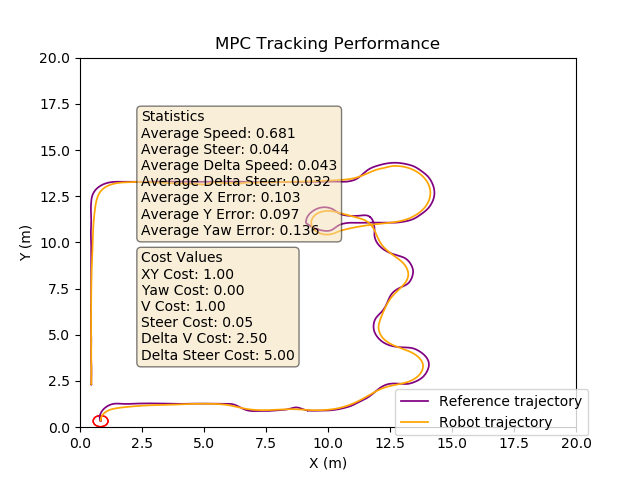 MPC Tracking Performance
20.0
17.5
15.0
12.5
10.0
7.5
5.0
2.5
0.0
Y (m)
Statistics
Average Speed: 0.681
Average Steer: 0.044
Average Delta Speed: 0.043
Average Delta Steer: 0.032
Average X Error: 0.103
Average Y Error: 0.097
Average Yaw Error: 0.136
Cost Values
XY Cost: 1.00
Yaw Cost: 0.00
V Cost: 1.00
Steer Cost: 0.05
Delta V Cost: 2.50
Delta Steer Cost: 5.00
Reference trajectory
Robot trajectory
0.0 2.5 5.0 7.5 10.0 12.5 15.0 17.5 20.0
X (m)